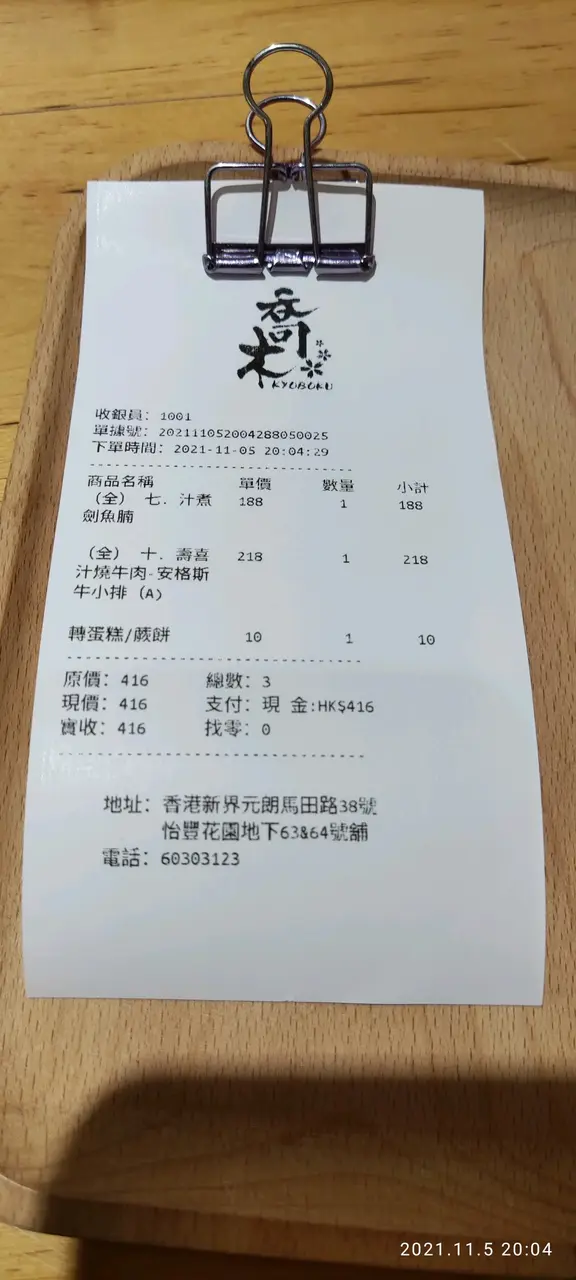 喬木
KYOBOKU
收銀員: 1001
單據號: 202111052004288050025
下單時間: 2021-11-05 20:04:29
商品名稱 單價 數量 小計
(全) 七. 汁煮 188 1 188
劍魚腩
(全) 十. 壽喜 218 1 218
汁燒牛肉-安格斯
牛小排 (A)
轉蛋糕/蕨餅 10 1 10
原價: 416 總數: 3
現價: 416 支付: 現 金:HK$416
實收: 416 找零: 0
地址: 香港新界元朗馬田路38號
怡豐花園地下63&64號舖
電話: 60303123
2021.11.5 20:04